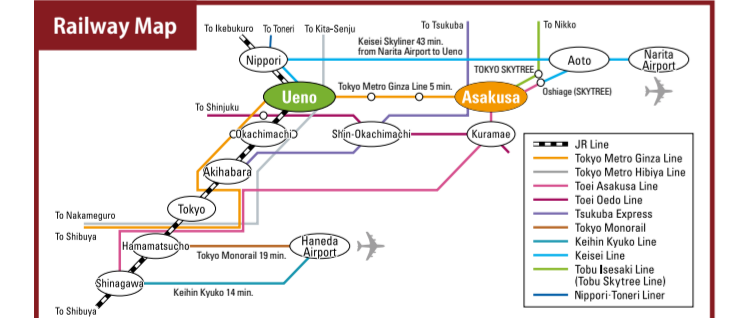 Railway Map
To Ikebukuro
To Toneri
To Kita-Senju
To Tsukuba
To Nikko
Keisei Skyliner 43 min.
from Narita Airport to Ueno
Nippori
Aoto
Narita
Airport
TOKYO SKYTREE
Oshiage (SKYTREE)
Tokyo Metro Ginza Line 5 min.
Ueno
Asakusa
To Shinjuku
Okachimachi
Shin-Okachimachi
Kuramae
Akihabara
Tokyo
To Nakameguro
To Shibuya
Hamamatsucho
Haneda
Airport
Tokyo Monorail 19 min.
Shinagawa
Keihin Kyuko 14 min.
To Shibuya
JR Line
Tokyo Metro Ginza Line
Tokyo Metro Hibiya Line
Toei Asakusa Line
Toei Oedo Line
Tsukuba Express
Tokyo Monorail
Keihin Kyuko Line
Keisei Line
Tobu Isesaki Line
(Tobu Skytree Line)
Nippori-Toneri Liner